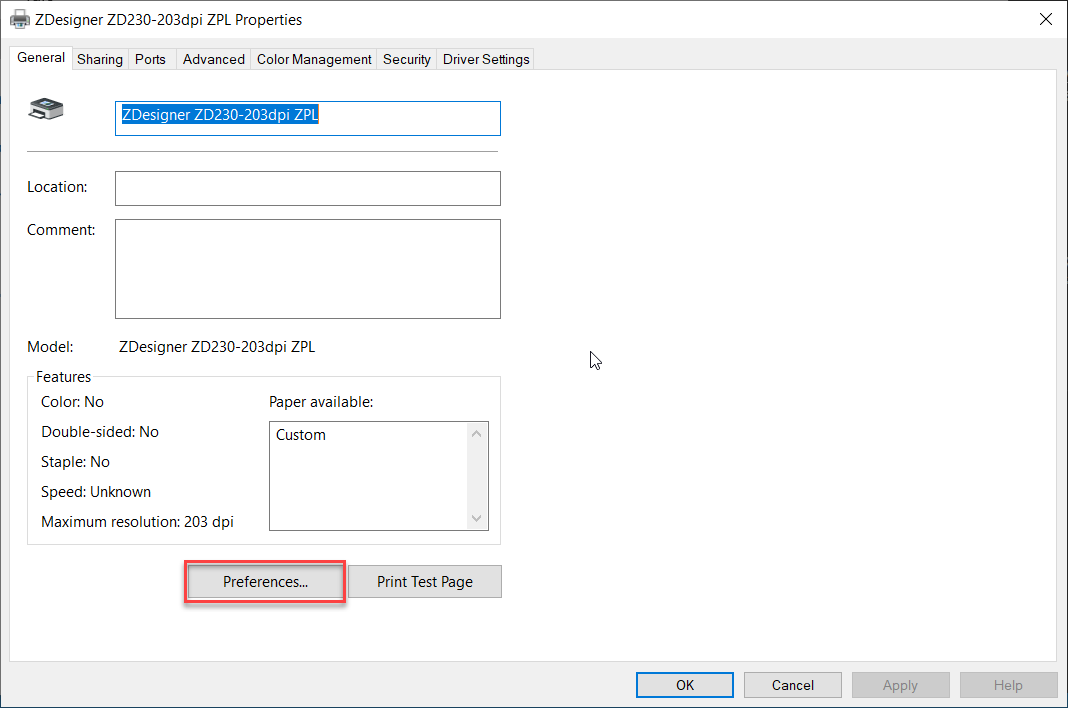 ZDesigner ZD230-203dpi ZPL Properties
General Sharing Ports Advanced Color Management Security Driver Settings
ZDesigner ZD230-203dpi ZPL
Location:
Comment:
Model: ZDesigner ZD230-203dpi ZPL
Features
Color: No Paper available:
Double-sided: No Custom
Staple: No
Speed: Unknown
Maximum resolution: 203 dpi
Preferences... Print Test Page
OK Cancel Apply Help